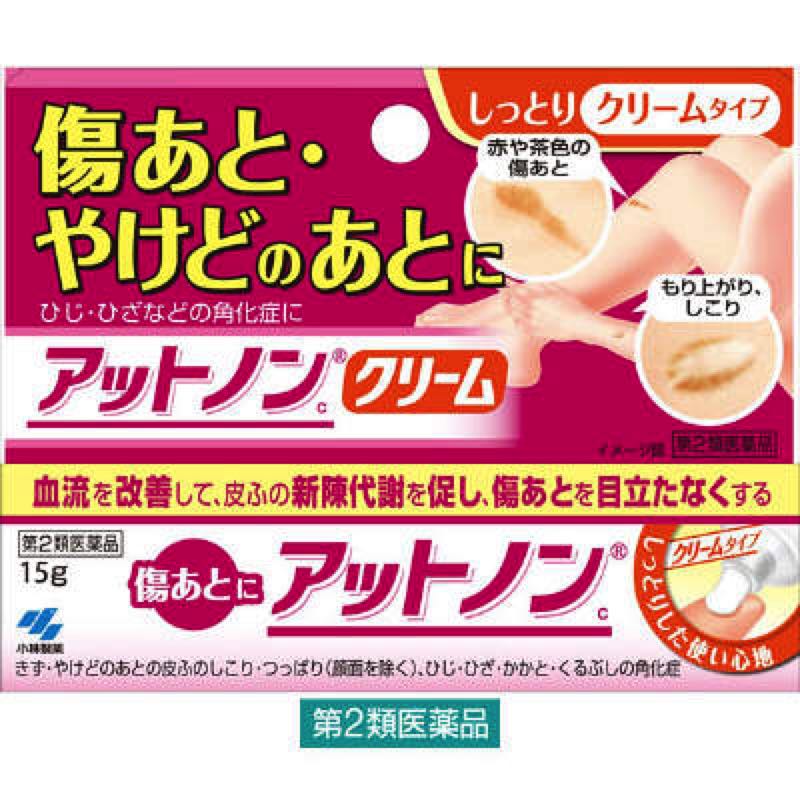 しっとり クリームタイプ
傷あと・
やけどのあとに
赤や茶色の
傷あと
ひじ・ひざなどの角化症に
もり上がり、
しこり
アットノン®c クリーム
イメージ図 第2類医薬品
血流を改善して、皮ふの新陳代謝を促し、傷あとを目立たなくする
第2類医薬品
15g
傷あとに アットノン®c
クリームタイプ
しっとりした使い心地
小林製薬
きず・やけどのあとの皮ふのしこり・つっぱり(顔面を除く)、ひじ・ひざ・かかと・くるぶしの角化症
第2類医薬品